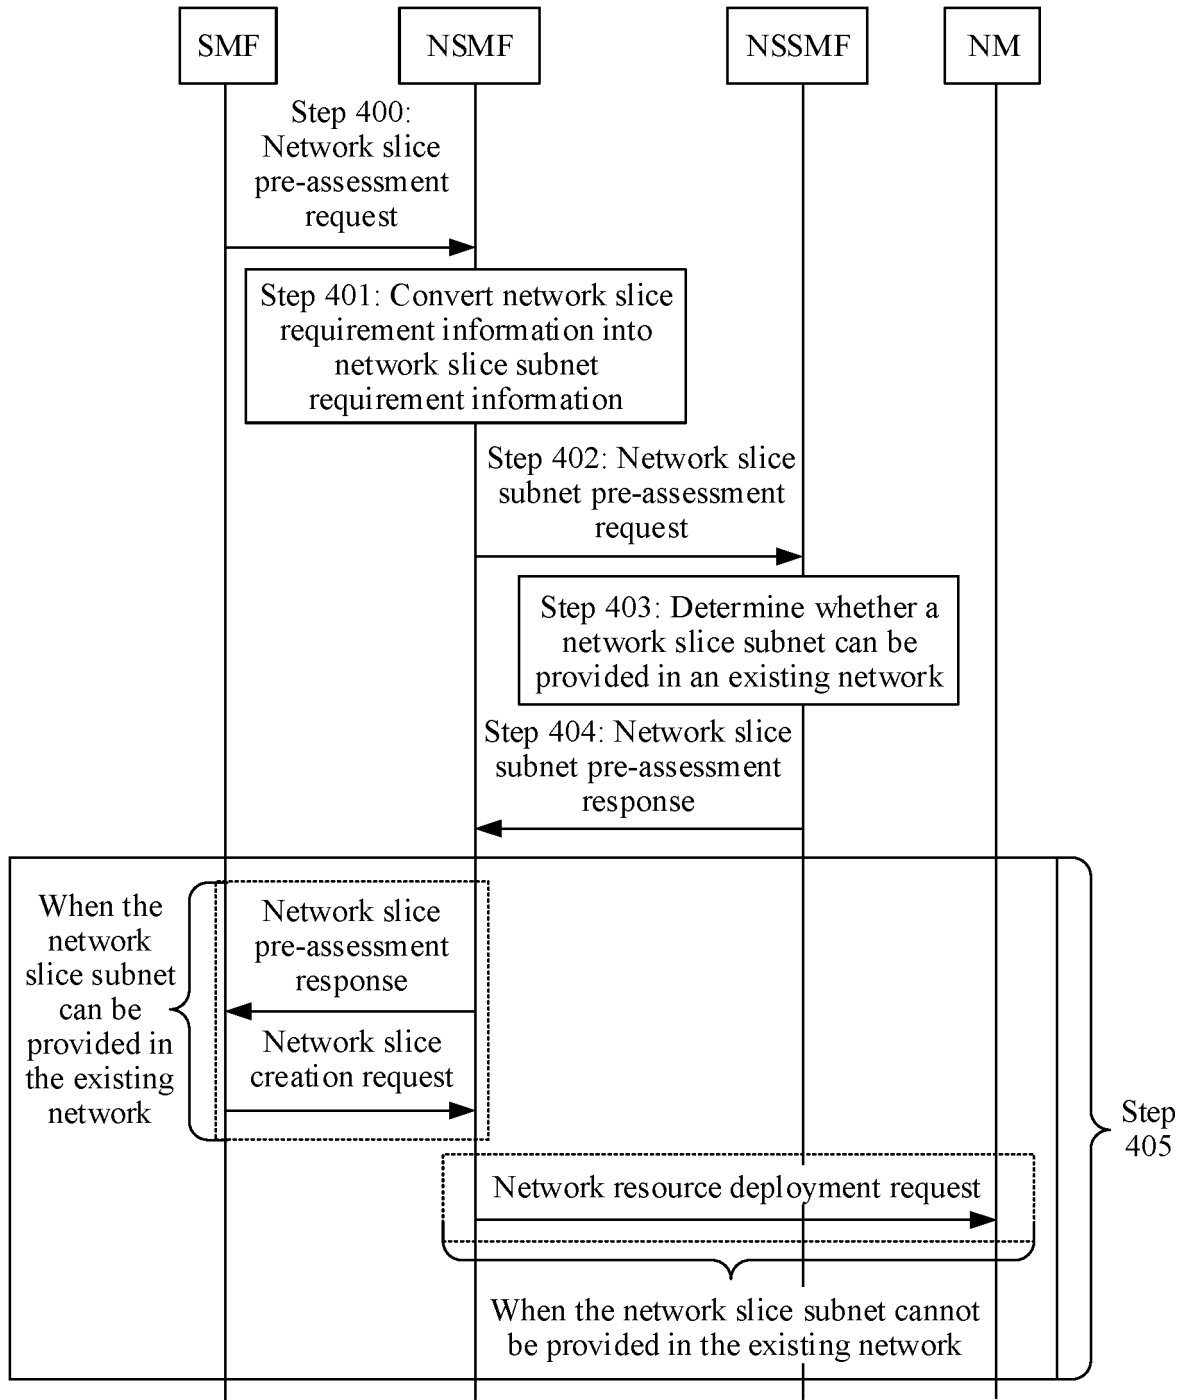 SMF
NSMF
NSSMF
NM
Step 400:
Network slice
pre-assessment
request
Step 401: Convert network slice
requirement information into
network slice subnet
requirement information
Step 402: Network slice
subnet pre-assessment
request
Step 403: Determine whether a
network slice subnet can be
provided in an existing network
Step 404: Network slice
subnet pre-assessment
response
When the
network
slice subnet
can be
provided in
the existing
network
Network slice
pre-assessment
response
Network slice
creation request
Step
405
Network resource deployment request
When the network slice subnet cannot
be provided in the existing network